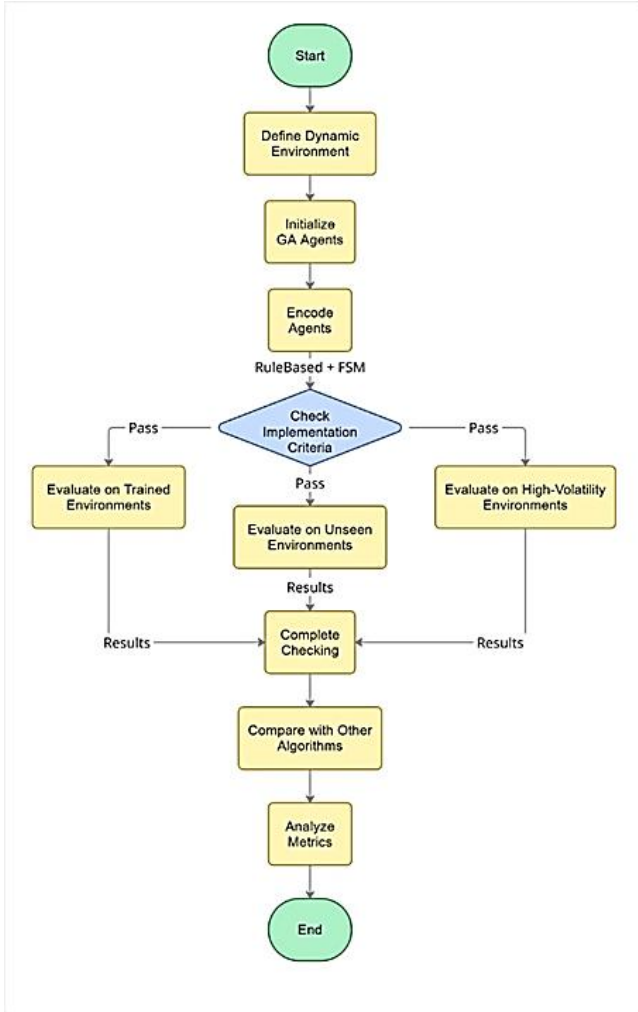 Start
Define Dynamic
Environment
Initialize
GA Agents
Encode
Agents
RuleBased + FSM
Check
Implementation
Criteria
Pass
Pass
Pass
Evaluate on Trained
Environments
Evaluate on Unseen
Environments
Evaluate on High-Volatility
Environments
Results
Results
Results
Complete
Checking
Compare with Other
Algorithms
Analyze
Metrics
End